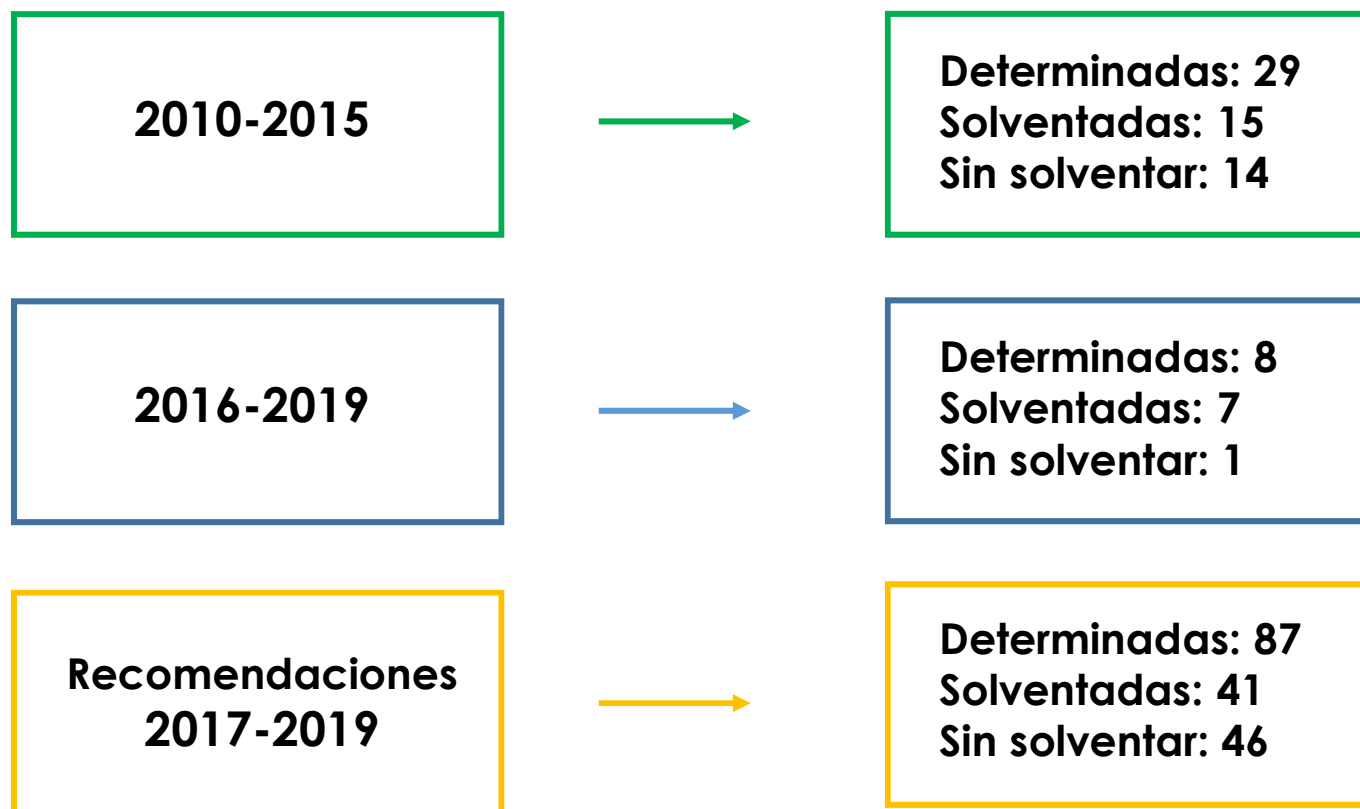 2010-2015
Determinadas: 29
Solventadas: 15
Sin solventar: 14
2016-2019
Determinadas: 8
Solventadas: 7
Sin solventar: 1
Recomendaciones
2017-2019
Determinadas: 87
Solventadas: 41
Sin solventar: 46